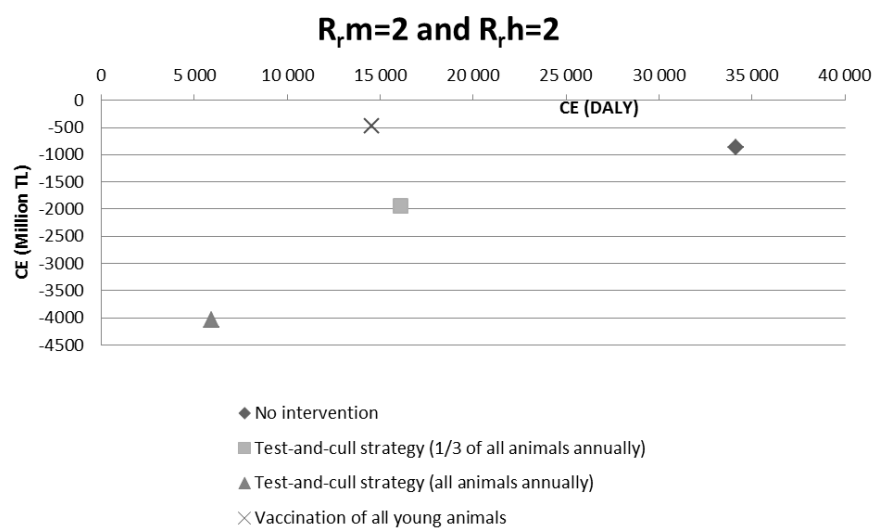 Rᵣm=2 and Rᵣh=2
0 5 000 10 000 15 000 20 000 25 000 30 000 35 000 40 000
0
CE (DALY)
-500
-1000
-1500
-2000
-2500
-3000
-3500
-4000
-4500
CE (Million TL)
No intervention
Test-and-cull strategy (1/3 of all animals annually)
Test-and-cull strategy (all animals annually)
Vaccination of all young animals